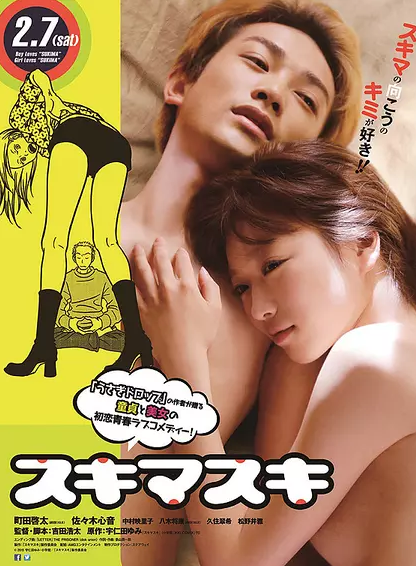 2.7(sat)
Boy Loves "SUKIMA"
Girl Loves "SUKIMA"
スキマの向こうの
キミが好き!!
「うさぎドロップ」の作者が贈る
童貞と美女の
初恋青春ラブコメディー!
スキマスキ
町田啓太 佐々木心音 中村映里子 八木将康 久住翠希 松野井雅
監督・脚本:吉田浩太 原作:宇仁田ゆみ